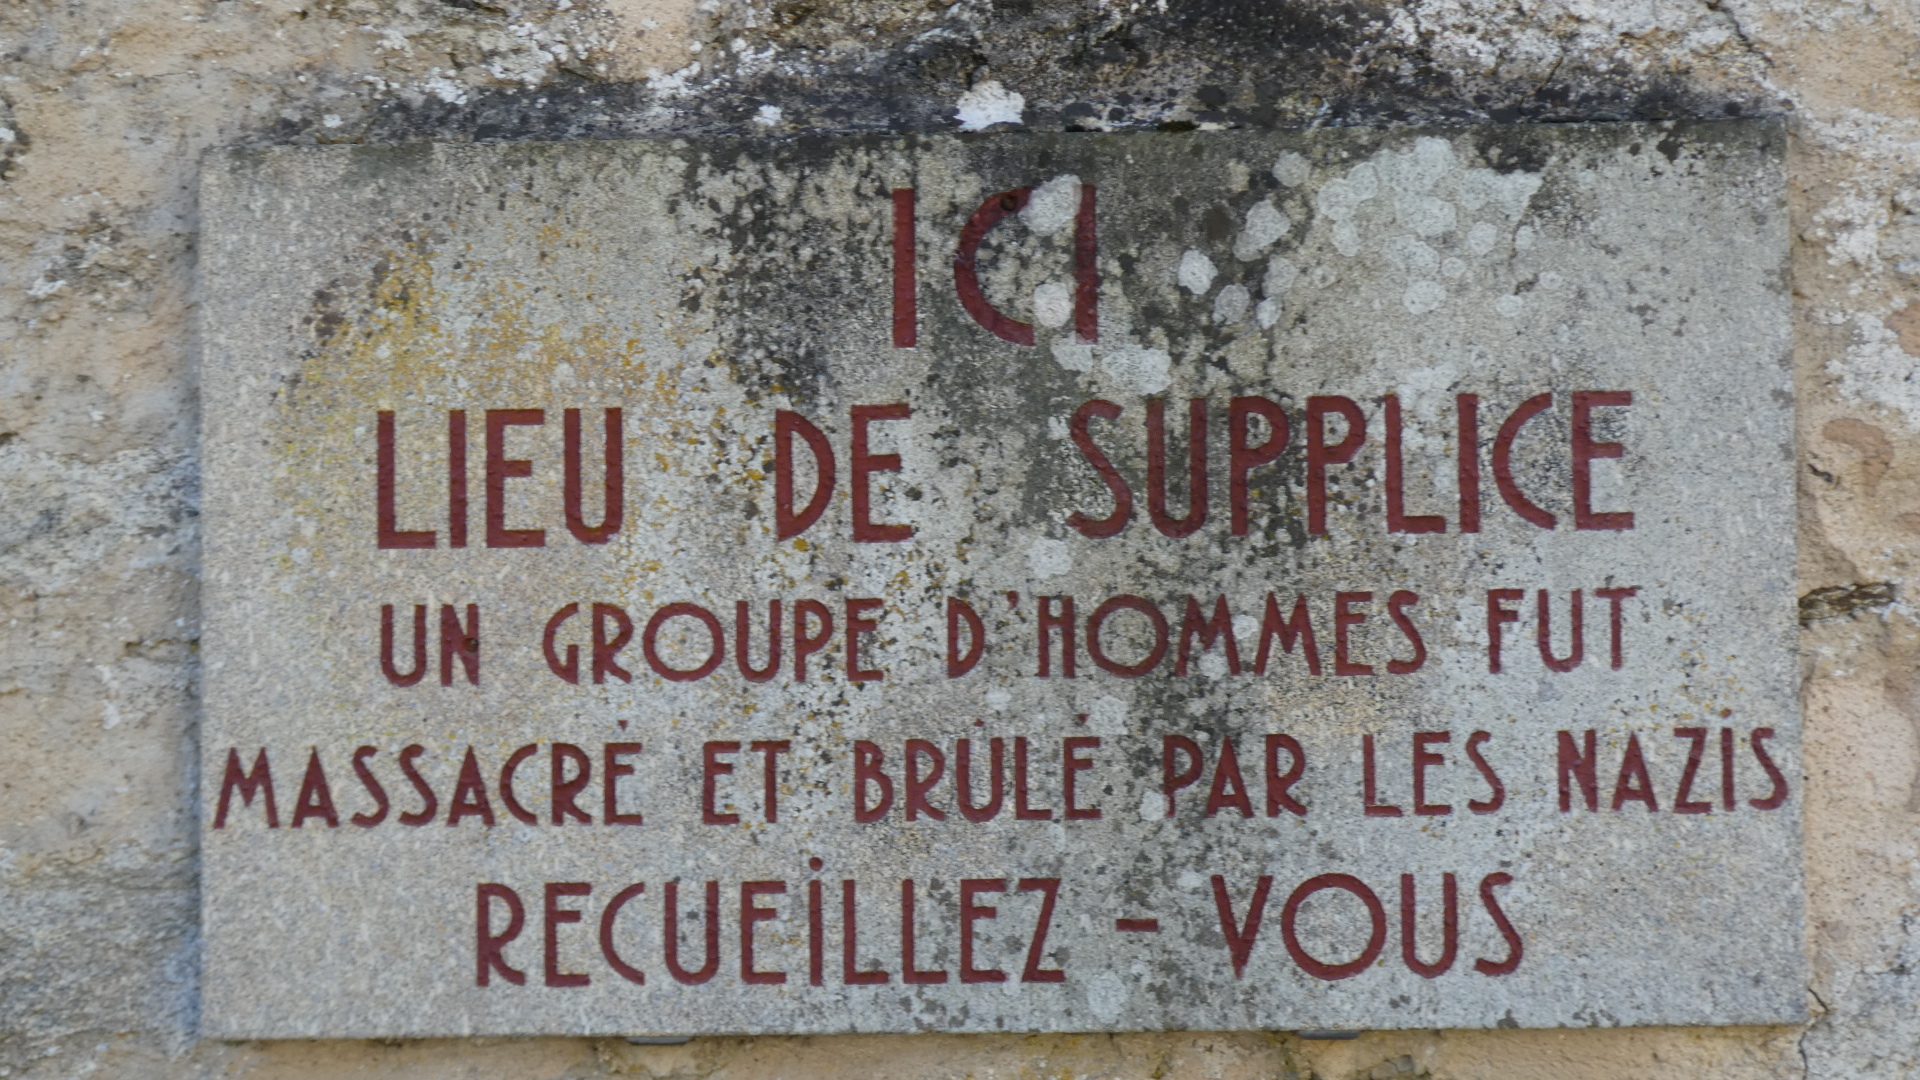 ICI
LIEU DE SUPPLICE
UN GROUPE D'HOMMES FUT
MASSACRÉ ET BRÛLÉ PAR LES NAZIS
RECUEILLEZ-VOUS